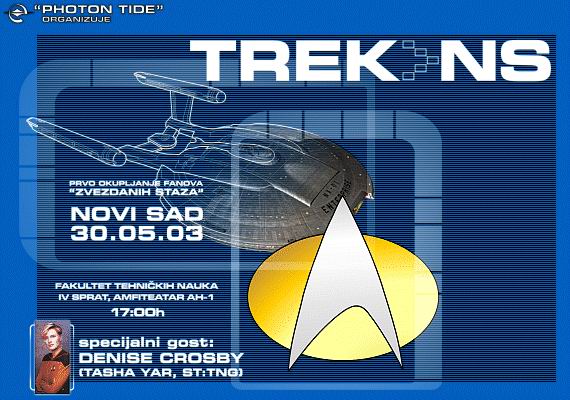 "PHOTON TIDE"
ORGANIZUJE
TREK NS
PRVO OKUPLJANJE FANOVA
"ZVEZDANIH STAZA"
NOVI SAD
30.05.03
FAKULTET TEHNIČKIH NAUKA
IV SPRAT, AMFITEATAR AH-1
17:00h
specijalni gost:
DENISE CROSBY
(TASHA YAR, ST:TNG)
ENTERPRISE